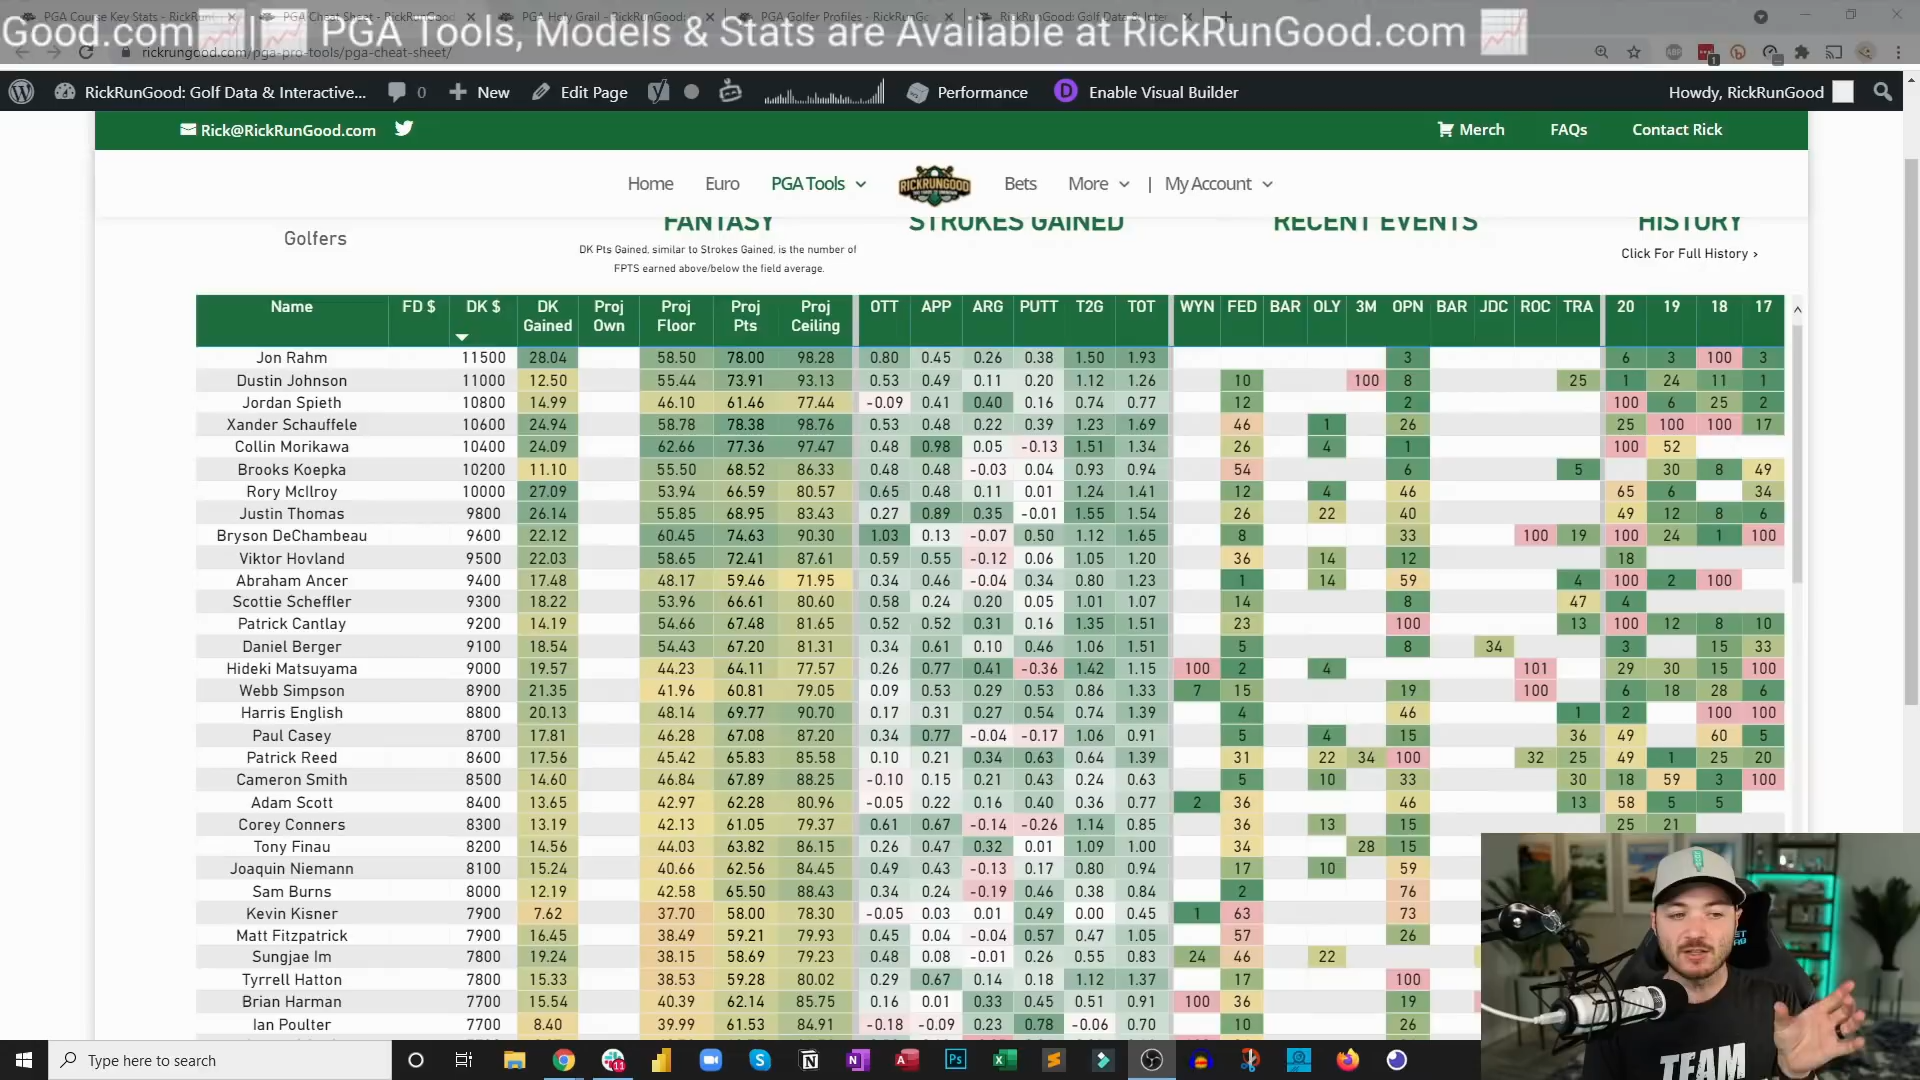 PGA Course Key Stats - RickRun PGA Cheat Sheet - RickRunGood PGA Holy Grail - RickRunGood: PGA Golfer Profiles - RickRunGo RickRunGood: Golf Data & Inter
Good.com📈📈 PGA Tools, Models & Stats are Available at RickRunGood.com 📈
rickrungood.com/pga-pro-tools/pga-cheat-sheet/
RickRunGood: Golf Data & Interactive... 0 New Edit Page Performance Enable Visual Builder Howdy, RickRunGood
Rick@RickRunGood.com Merch FAQs Contact Rick
Home Euro PGA Tools RICKRUNGOOD Bets More | My Account
Golfers FANTASY STROKES GAINED RECENT EVENTS HISTORY
DK Pts Gained, similar to Strokes Gained, is the number of
FPTS earned above/below the field average.
Click For Full History >
Name FD $ DK $ DK Gained Proj Own Proj Floor Proj Pts Proj Ceiling OTT APP ARG PUTT T2G TOT WYN FED BAR OLY 3M OPN BAR JDC ROC TRA 20 19 18 17
Jon Rahm 11500 28.04 58.50 78.00 98.28 0.80 0.45 0.26 0.38 1.50 1.93 3 6 3 100 3
Dustin Johnson 11000 12.50 55.44 73.91 93.13 0.53 0.49 0.11 0.20 1.12 1.26 10 100 8 25 1 24 11 1
Jordan Spieth 10800 14.99 46.10 61.46 77.44 -0.09 0.41 0.40 0.16 0.74 0.77 12 2 100 6 25 2
Xander Schauffele 10600 24.94 58.78 78.38 98.76 0.53 0.48 0.22 0.39 1.23 1.69 46 1 26 25 100 100 17
Collin Morikawa 10400 24.09 62.66 77.36 97.47 0.48 0.98 0.05 -0.13 1.51 1.34 26 4 1 100 52
Brooks Koepka 10200 11.10 55.50 68.52 86.33 0.48 0.48 -0.03 0.04 0.93 0.94 54 6 5 30 8 49
Rory McIlroy 10000 27.09 53.94 66.59 80.57 0.65 0.48 0.11 0.01 1.24 1.41 12 4 46 65 6 34
Justin Thomas 9800 26.14 55.85 68.95 83.43 0.27 0.89 0.35 -0.01 1.55 1.54 26 22 40 49 12 8 6
Bryson DeChambeau 9600 22.12 60.45 74.63 90.30 1.03 0.13 -0.07 0.50 1.12 1.65 8 33 100 19 100 24 1 100
Viktor Hovland 9500 22.03 58.65 72.41 87.61 0.59 0.55 -0.12 0.06 1.05 1.20 36 14 12 18
Abraham Ancer 9400 17.48 48.17 59.46 71.95 0.34 0.46 -0.04 0.34 0.80 1.23 1 14 59 4 100 2 100
Scottie Scheffler 9300 18.22 53.96 66.61 80.60 0.58 0.24 0.20 0.05 1.01 1.07 14 8 47 4
Patrick Cantlay 9200 14.19 54.66 67.48 81.65 0.52 0.52 0.31 0.16 1.35 1.51 23 100 13 100 12 8 10
Daniel Berger 9100 18.54 54.43 67.20 81.31 0.34 0.61 0.10 0.46 1.06 1.51 5 8 34 3 15 33
Hideki Matsuyama 9000 19.57 44.23 64.11 77.57 0.26 0.77 0.41 -0.36 1.42 1.15 100 2 4 101 29 30 15 100
Webb Simpson 8900 21.35 41.96 60.81 79.05 0.09 0.53 0.29 0.53 0.86 1.33 7 15 19 100 6 18 28 6
Harris English 8800 20.13 48.14 69.77 90.70 0.17 0.31 0.27 0.54 0.74 1.39 4 46 1 2 100 100
Paul Casey 8700 17.81 46.28 67.08 87.20 0.34 0.77 -0.04 -0.17 1.06 0.91 5 4 15 36 49 60 5
Patrick Reed 8600 17.56 45.42 65.83 85.58 0.10 0.21 0.34 0.63 0.64 1.39 31 22 34 100 32 25 49 1 25 20
Cameron Smith 8500 14.60 46.84 67.89 88.25 -0.10 0.15 0.21 0.43 0.24 0.63 5 10 33 30 18 59 3 100
Adam Scott 8400 13.65 42.97 62.28 80.96 -0.05 0.22 0.16 0.40 0.36 0.77 2 36 46 13 58 5 5
Corey Conners 8300 13.19 42.13 61.05 79.37 0.61 0.67 -0.14 -0.26 1.14 0.85 36 13 15 25 21
Tony Finau 8200 14.56 44.03 63.82 86.15 0.26 0.47 0.32 0.01 1.09 1.00 34 28 15
Joaquin Niemann 8100 15.24 40.66 62.56 84.45 0.49 0.43 -0.13 0.17 0.80 0.94 17 10 59
Sam Burns 8000 12.19 42.58 65.50 88.43 0.34 0.24 -0.19 0.46 0.38 0.84 2 76
Kevin Kisner 7900 7.62 37.70 58.00 78.30 -0.05 0.03 0.01 0.49 0.00 0.45 1 63 73
Matt Fitzpatrick 7900 16.45 38.49 59.21 79.93 0.45 0.04 -0.04 0.57 0.47 1.05 57 26
Sungjae Im 7800 19.24 38.15 58.69 79.23 0.48 0.08 -0.01 0.26 0.55 0.83 24 46 22
Tyrrell Hatton 7800 15.33 38.53 59.28 80.02 0.29 0.67 0.14 0.18 1.12 1.37 17 100
Brian Harman 7700 15.54 40.39 62.14 85.75 0.16 0.01 0.33 0.45 0.51 0.91 100 36 19
Ian Poulter 7700 8.40 39.99 61.53 84.91 -0.18 -0.09 0.23 0.78 -0.06 0.70 10 26
TEAM
Type here to search